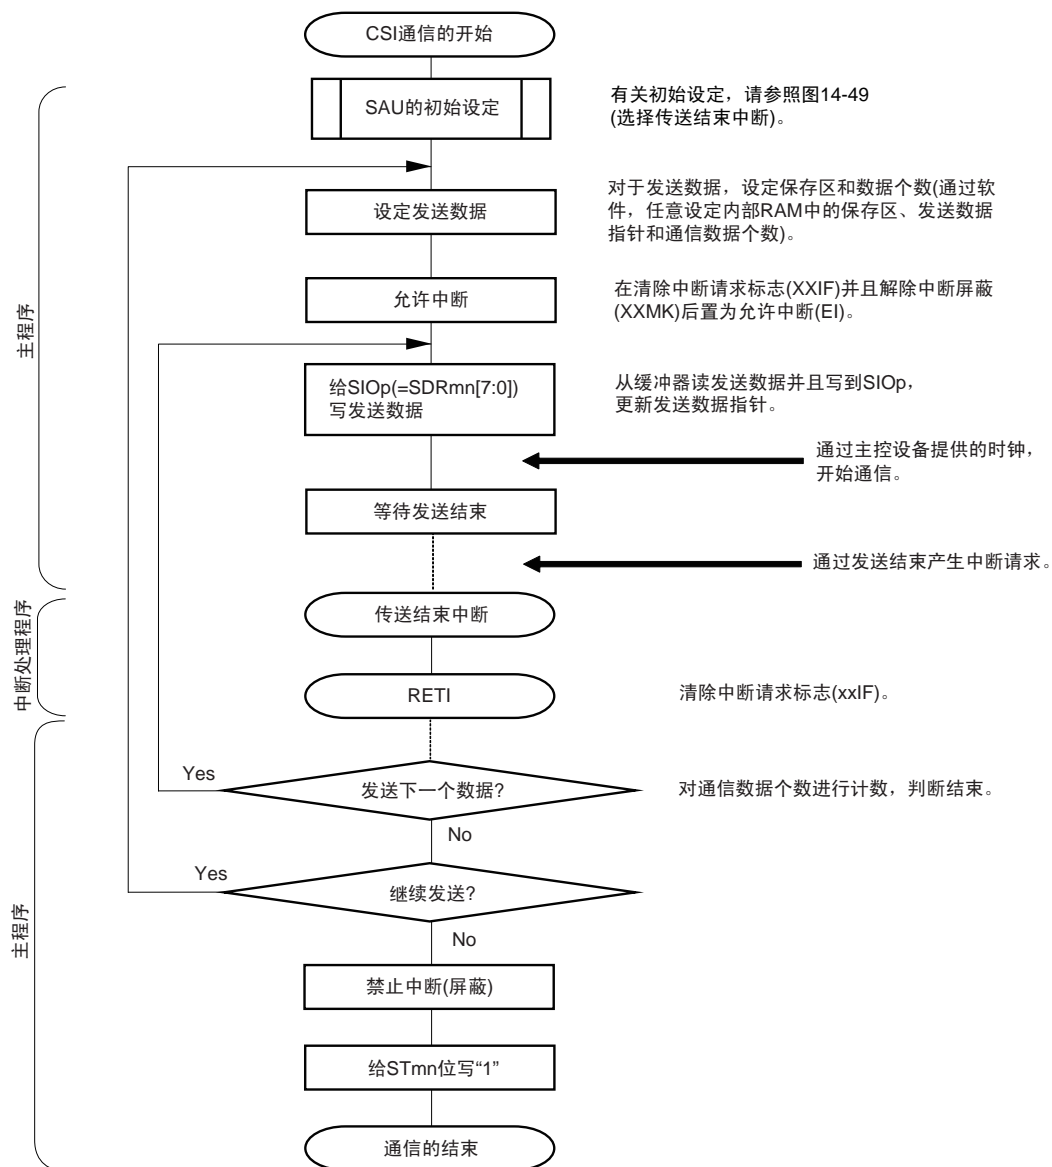 CSI通信的开始
SAU的初始设定
有关初始设定，请参照图14-49
(选择传送结束中断)。
设定发送数据
对于发送数据，设定保存区和数据个数(通过软
件，任意设定内部RAM中的保存区、发送数据
指针和通信数据个数)。
允许中断
在清除中断请求标志(XXIF)并且解除中断屏蔽
(XXMK)后置为允许中断(EI)。
主程序
给SIOp(=SDRmn[7:0])
写发送数据
从缓冲器读发送数据并且写到SIOp，
更新发送数据指针。
通过主控设备提供的时钟，
开始通信。
等待发送结束
通过发送结束产生中断请求。
传送结束中断
中断处理程序
RETI
清除中断请求标志(xxIF)。
Yes
发送下一个数据?
对通信数据个数进行计数，判断结束。
No
Yes
继续发送?
No
主程序
禁止中断(屏蔽)
给STmn位写“1”
通信的结束